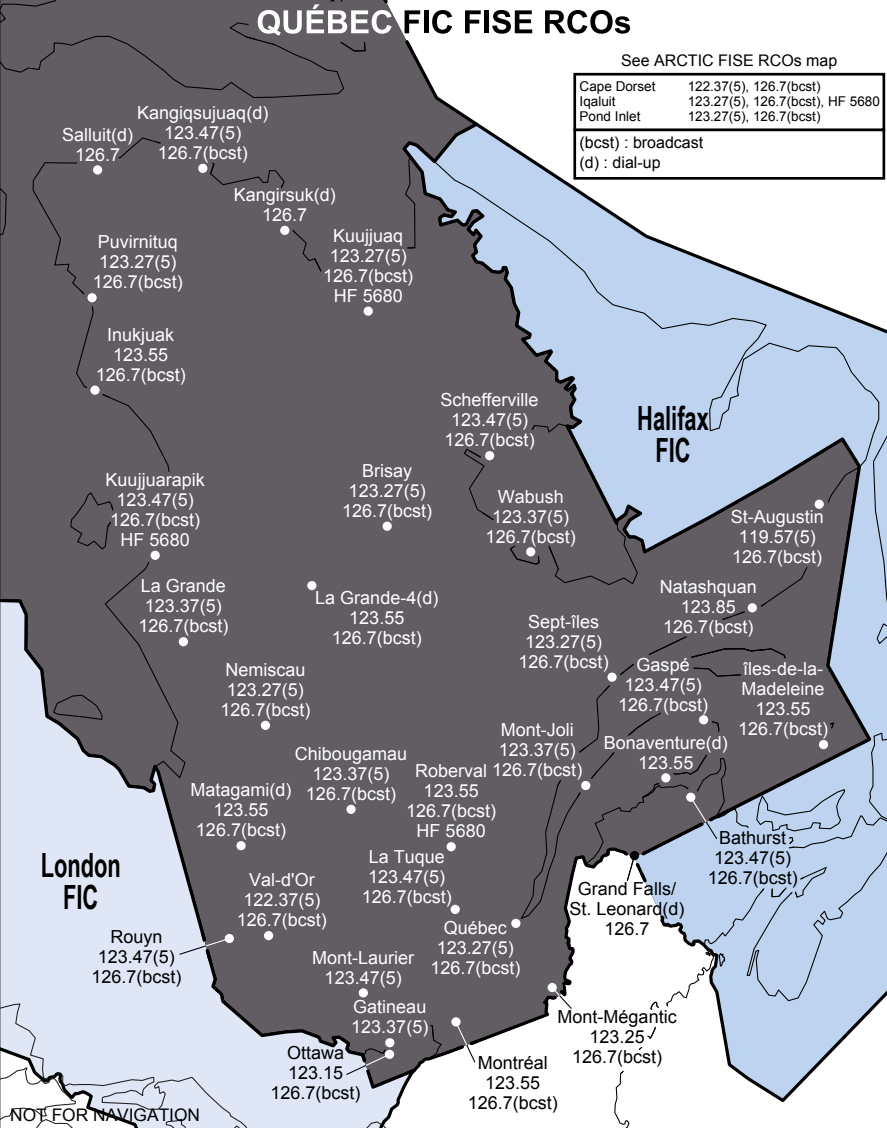 QUÉBEC FIC FISE RCOs
See ARCTIC FISE RCOs map
Cape Dorset 122.37(5), 126.7(bcst)
Iqaluit 123.27(5), 126.7(bcst), HF 5680
Pond Inlet 123.27(5), 126.7(bcst)
(bcst) : broadcast
(d) : dial-up
Kangiqsujuaq(d)
123.47(5)
126.7(bcst)
Salluit(d)
126.7
Kangirsuk(d)
126.7
Kuujjuaq
123.27(5)
126.7(bcst)
HF 5680
Puvirnituq
123.27(5)
126.7(bcst)
Inukjuak
123.55
126.7(bcst)
Schefferville
123.47(5)
126.7(bcst)
Halifax
FIC
Kuujjuarapik
123.47(5)
126.7(bcst)
HF 5680
Brisay
123.27(5)
126.7(bcst)
Wabush
123.37(5)
126.7(bcst)
St-Augustin
119.57(5)
126.7(bcst)
La Grande
123.37(5)
126.7(bcst)
La Grande-4(d)
123.55
126.7(bcst)
Natashquan
123.85
126.7(bcst)
Sept-îles
123.27(5)
126.7(bcst)
Nemiscau
123.27(5)
126.7(bcst)
Gaspé
123.47(5)
126.7(bcst)
îles-de-la-
Madeleine
123.55
126.7(bcst)
Mont-Joli
123.37(5)
126.7(bcst)
Bonaventure(d)
123.55
Chibougamau
123.37(5)
126.7(bcst)
Roberval
123.55
126.7(bcst)
HF 5680
Matagami(d)
123.55
126.7(bcst)
Bathurst
123.47(5)
126.7(bcst)
London
FIC
La Tuque
123.47(5)
126.7(bcst)
Val-d'Or
122.37(5)
126.7(bcst)
Grand Falls/
St. Leonard(d)
126.7
Rouyn
123.47(5)
126.7(bcst)
Québec
123.27(5)
126.7(bcst)
Mont-Laurier
123.47(5)
Gatineau
123.37(5)
Mont-Mégantic
123.25
126.7(bcst)
Ottawa
123.15
126.7(bcst)
Montréal
123.55
126.7(bcst)
NOT FOR NAVIGATION